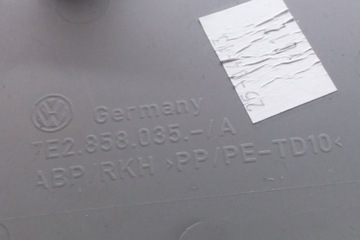 Germany
7E2.858.035.-/A
ABP/RKH >PP/PE-TD10<